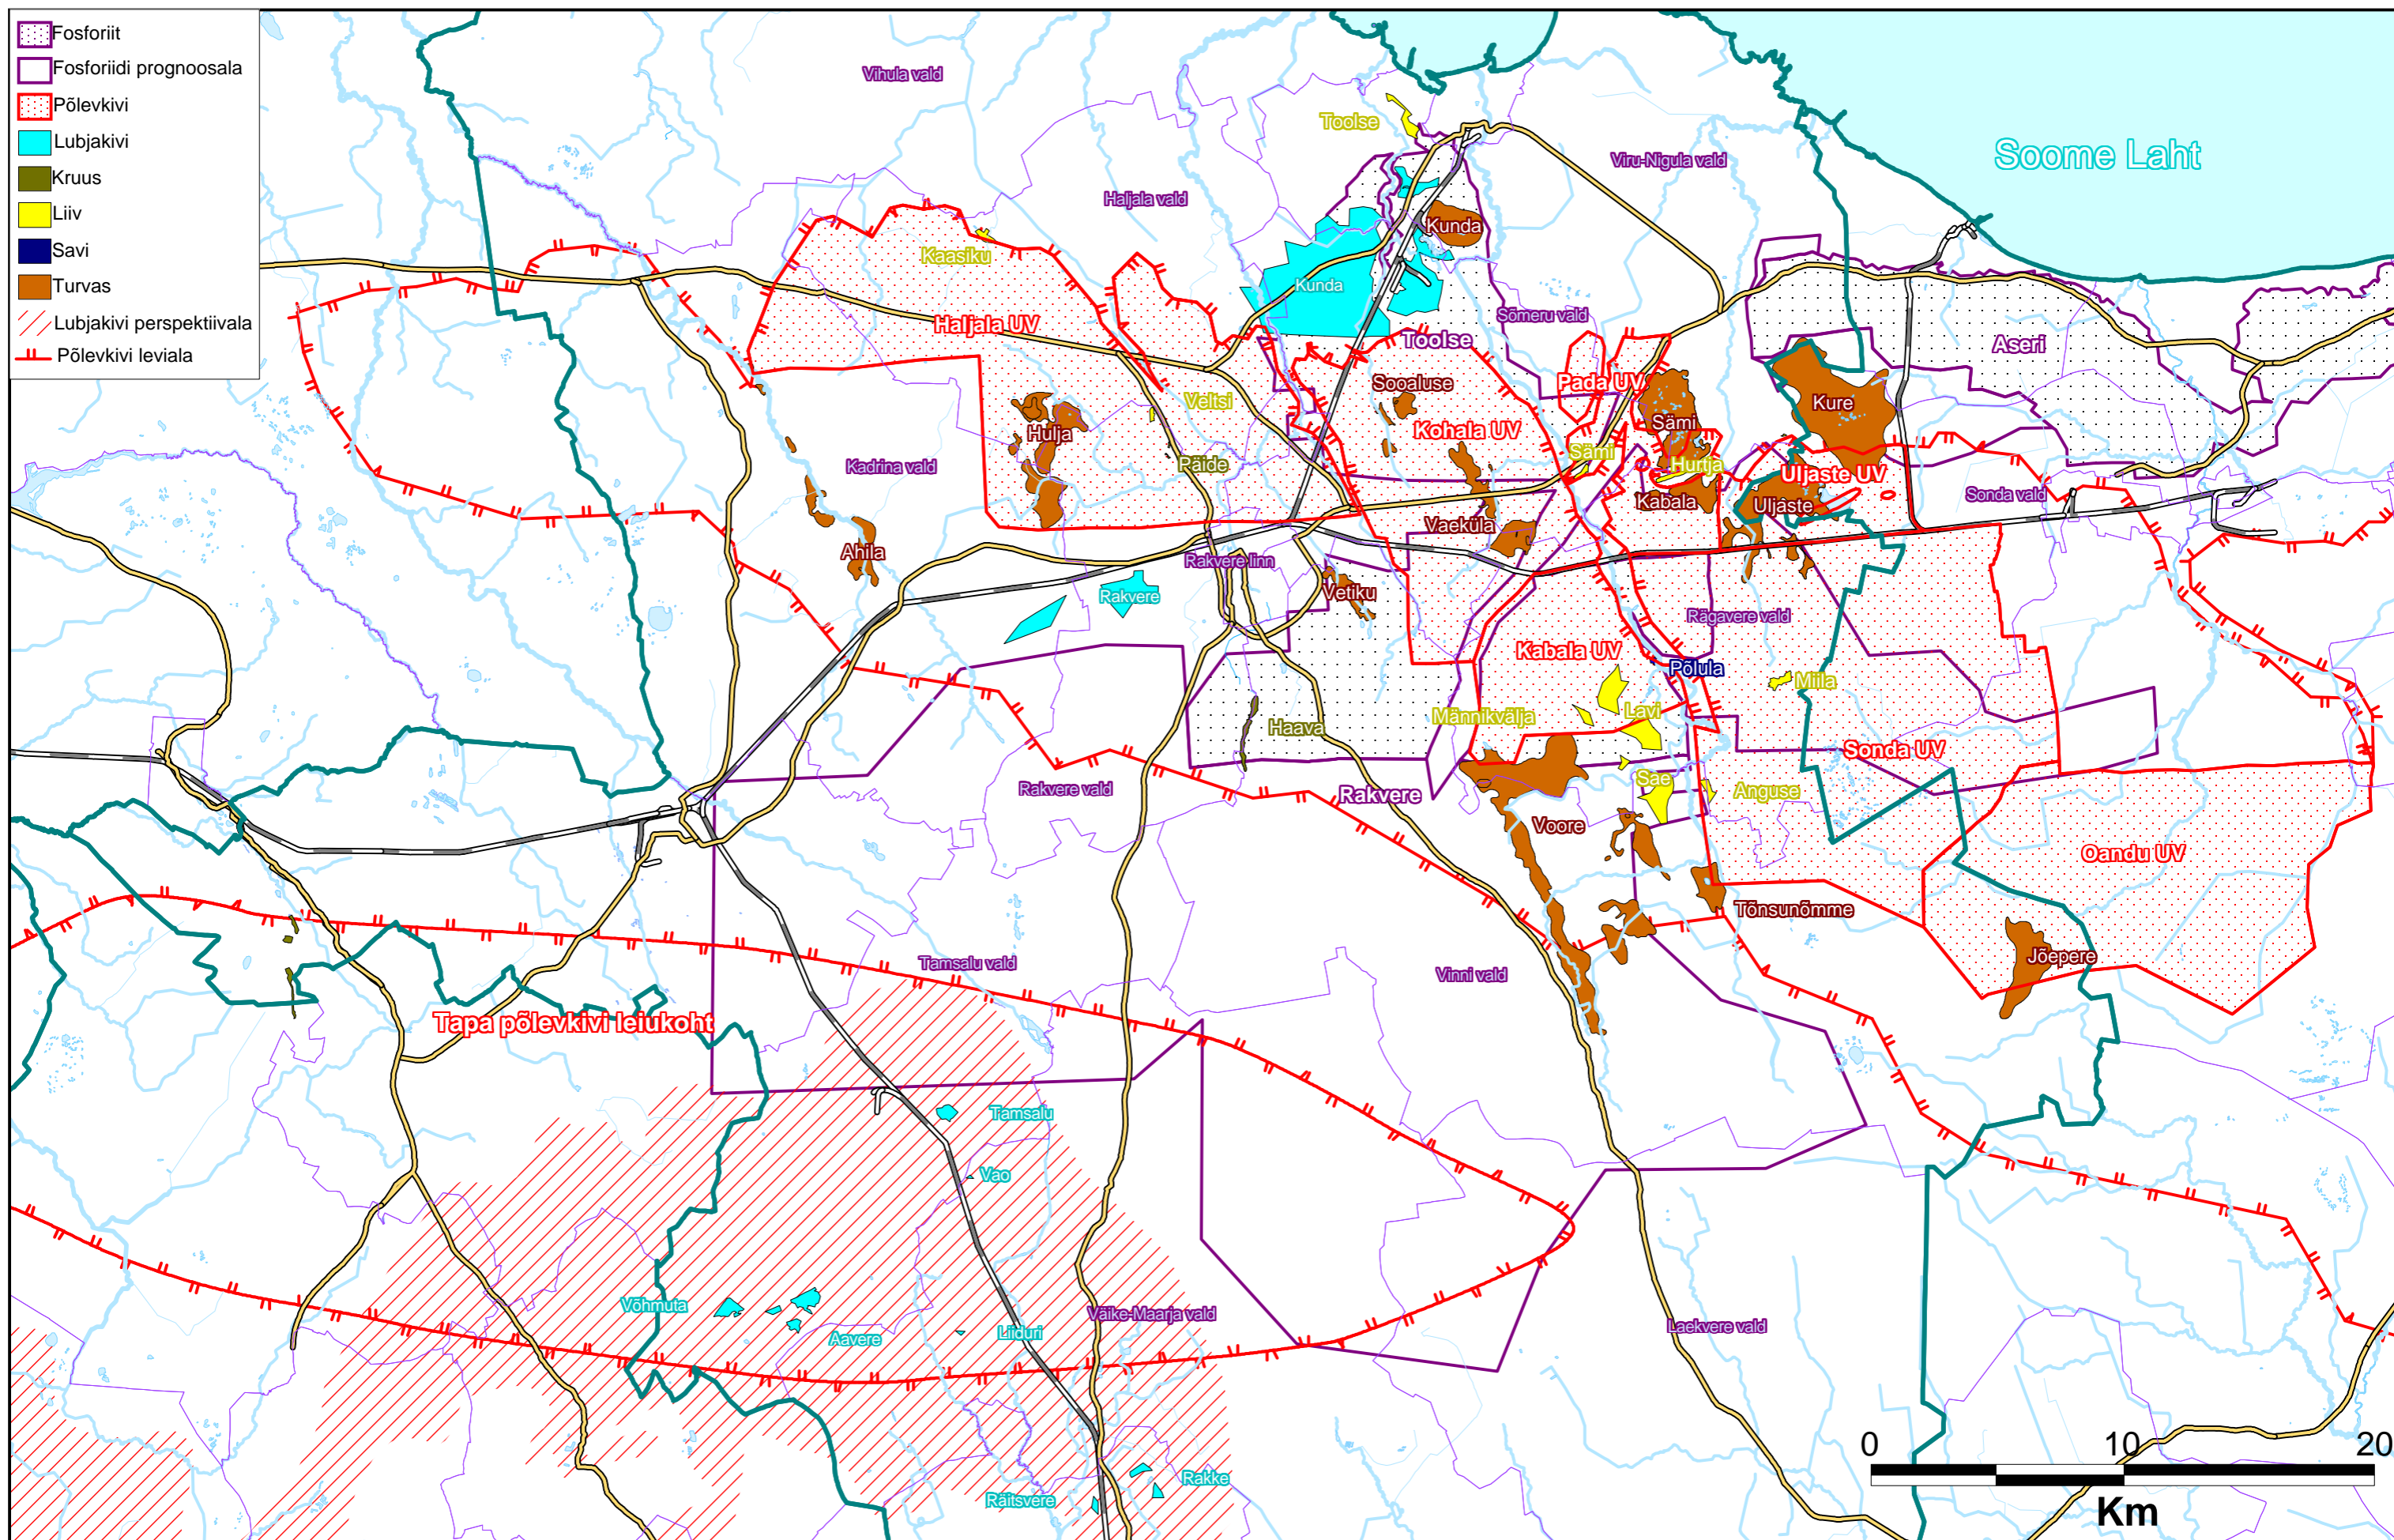 Fosforiit
Fosforiidi prognoosala
Põlevkivi
Lubjakivi
Kruus
Liiv
Savi
Turvas
Lubjakivi perspektiivala
Põlevkivi leviala
Vihula vald
Toolse
Viru-Nigula vald
Soome Laht
Haljala vald
Kunda
Kaasiku
Kunda
Sõmeru vald
Haljala UV
Toolse
Aseri
Sooaluse
Pada UV
Veltsi
Kure
Hulja
Kohala UV
Sämi
Sämi
Kadrina vald
Päide
Hurtja
Uljaste UV
Sonda vald
Kabala
Uljaste
Vaeküla
Ahila
Rakvere linn
Rakvere
Vetiku
Rägavere vald
Kabala UV
Põlula
Miila
Männikvälja
Lavi
Haava
Sonda UV
Rakvere vald
Rakvere
Sae
Anguse
Voore
Oandu UV
Tõnsunõmme
Jõepere
Tamsalu vald
Vinni vald
Tapa põlevkivi leiukoht
Tamsalu
Vao
Võhmuta
Aavere
Liiduri
Väike-Maarja vald
Laekvere vald
Räitsvere
Rakke
0 10 20
Km